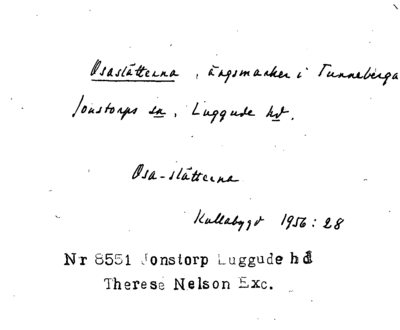 Osaslätterna, ängsmarker i Tunneberga
Jonstorps sn, Luggude hd.
Osa-slätterna
Kullabygd 1956:28
Nr 8551 Jonstorp Luggude hd
Therese Nelson Exc.